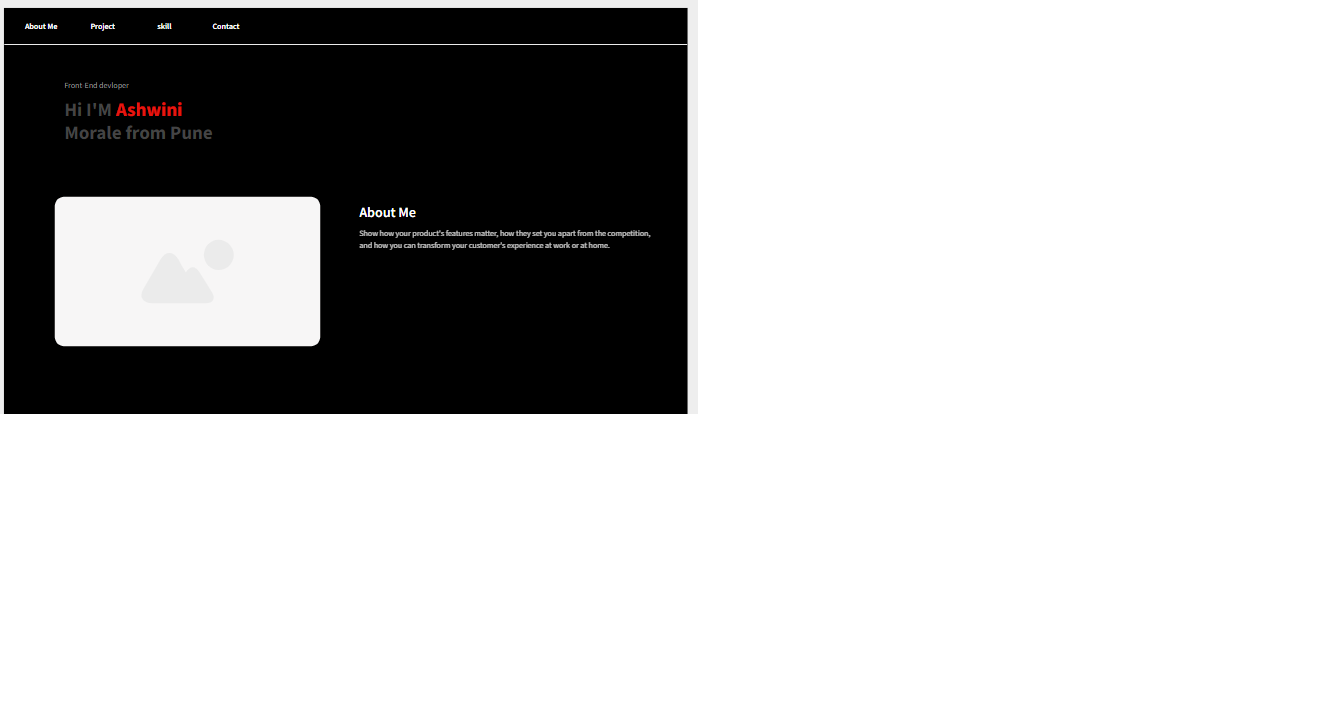 About Me Project skill Contact
Front End devloper
Hi I'M Ashwini
Morale from Pune
About Me
Show how your product's features matter, how they set you apart from the competition,
and how you can transform your customer's experience at work or at home.